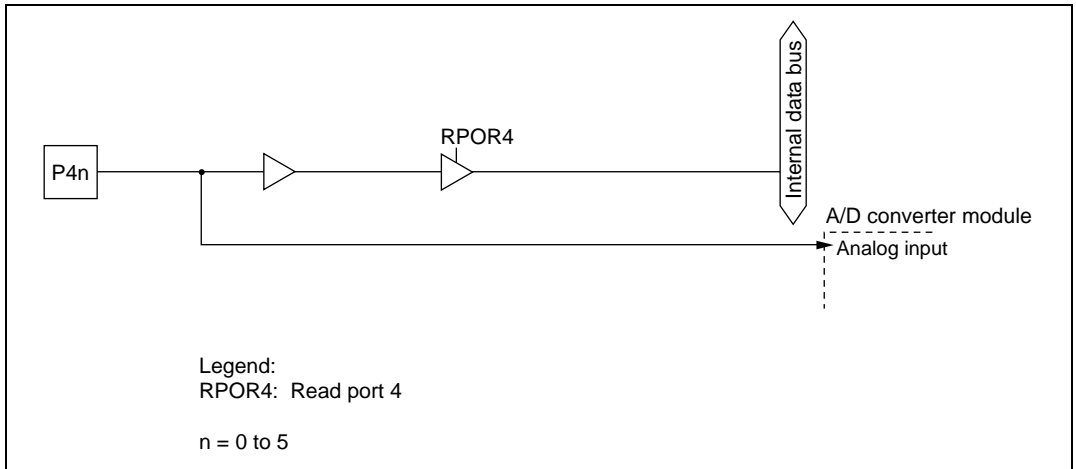 Internal data bus
RPOR4
P4n
A/D converter module
Analog input
Legend:
RPOR4: Read port 4
n = 0 to 5